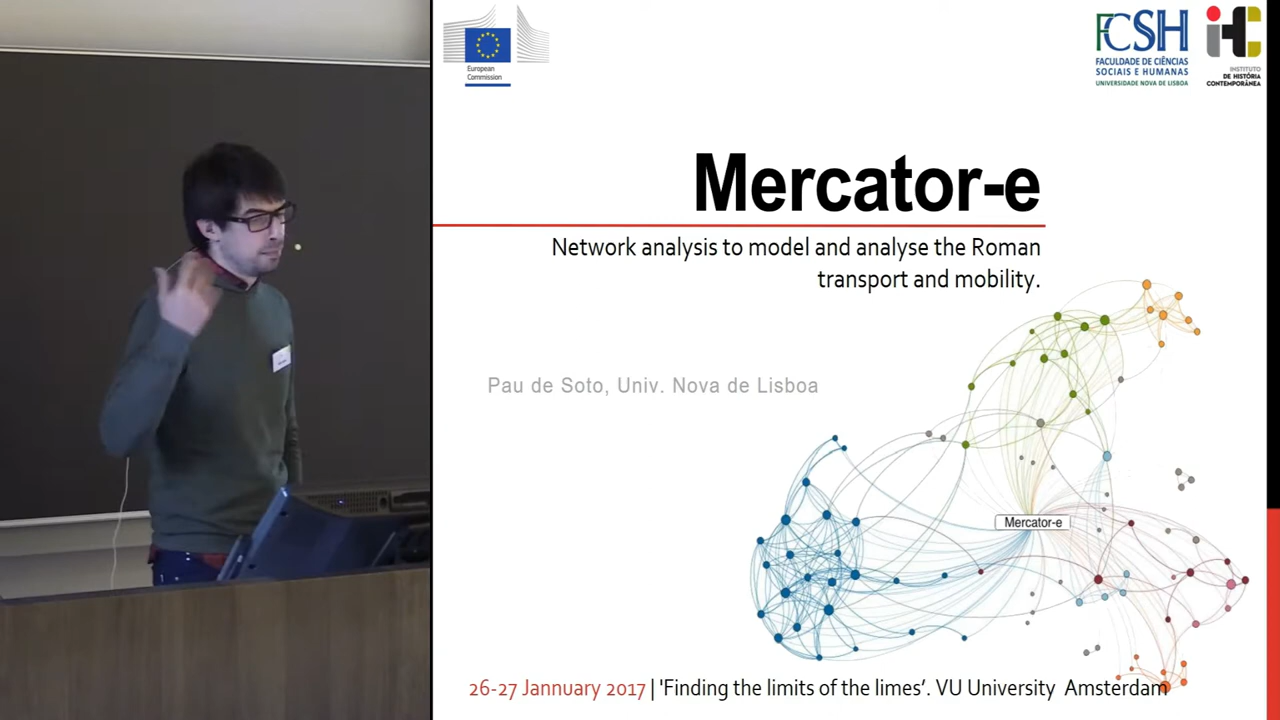 European
Commission
FCSH
FACULDADE DE CIÊNCIAS
SOCIAIS E HUMANAS
UNIVERSIDADE NOVA DE LISBOA
iHC
INSTITUTO
DE HISTÓRIA
CONTEMPORÂNEA
Mercator-e
Network analysis to model and analyse the Roman
transport and mobility.
Pau de Soto, Univ. Nova de Lisboa
Mercator-e
26-27 Jannuary 2017 | 'Finding the limits of the limes’. VU University Amsterdam